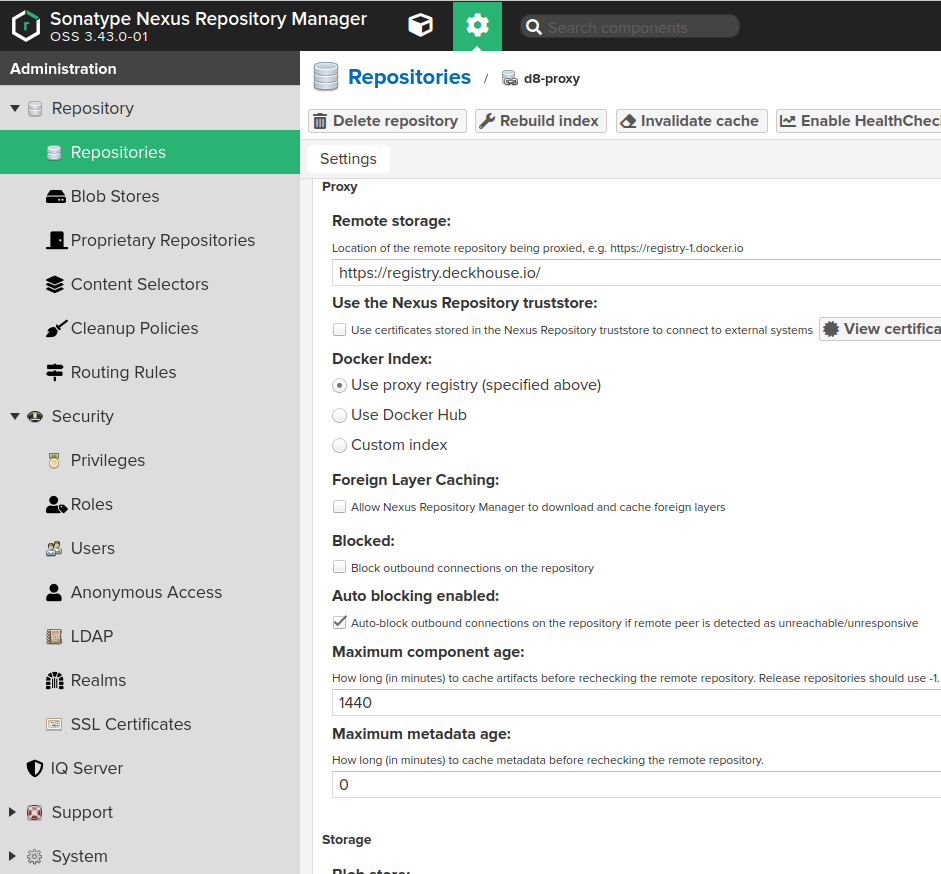 Sonatype Nexus Repository Manager
OSS 3.43.0-01
Search components
Administration
Repository
Repositories
Blob Stores
Proprietary Repositories
Content Selectors
Cleanup Policies
Routing Rules
Security
Privileges
Roles
Users
Anonymous Access
LDAP
Realms
SSL Certificates
IQ Server
Support
System
Repositories / d8-proxy
Delete repository
Rebuild index
Invalidate cache
Enable HealthChec
Settings
Proxy
Remote storage:
Location of the remote repository being proxied, e.g. https://registry-1.docker.io
https://registry.deckhouse.io/
Use the Nexus Repository truststore:
Use certificates stored in the Nexus Repository truststore to connect to external systems
View certifica
Docker Index:
Use proxy registry (specified above)
Use Docker Hub
Custom index
Foreign Layer Caching:
Allow Nexus Repository Manager to download and cache foreign layers
Blocked:
Block outbound connections on the repository
Auto blocking enabled:
Auto-block outbound connections on the repository if remote peer is detected as unreachable/unresponsive
Maximum component age:
How long (in minutes) to cache artifacts before rechecking the remote repository. Release repositories should use -1.
1440
Maximum metadata age:
How long (in minutes) to cache metadata before rechecking the remote repository.
0
Storage
Blob store: